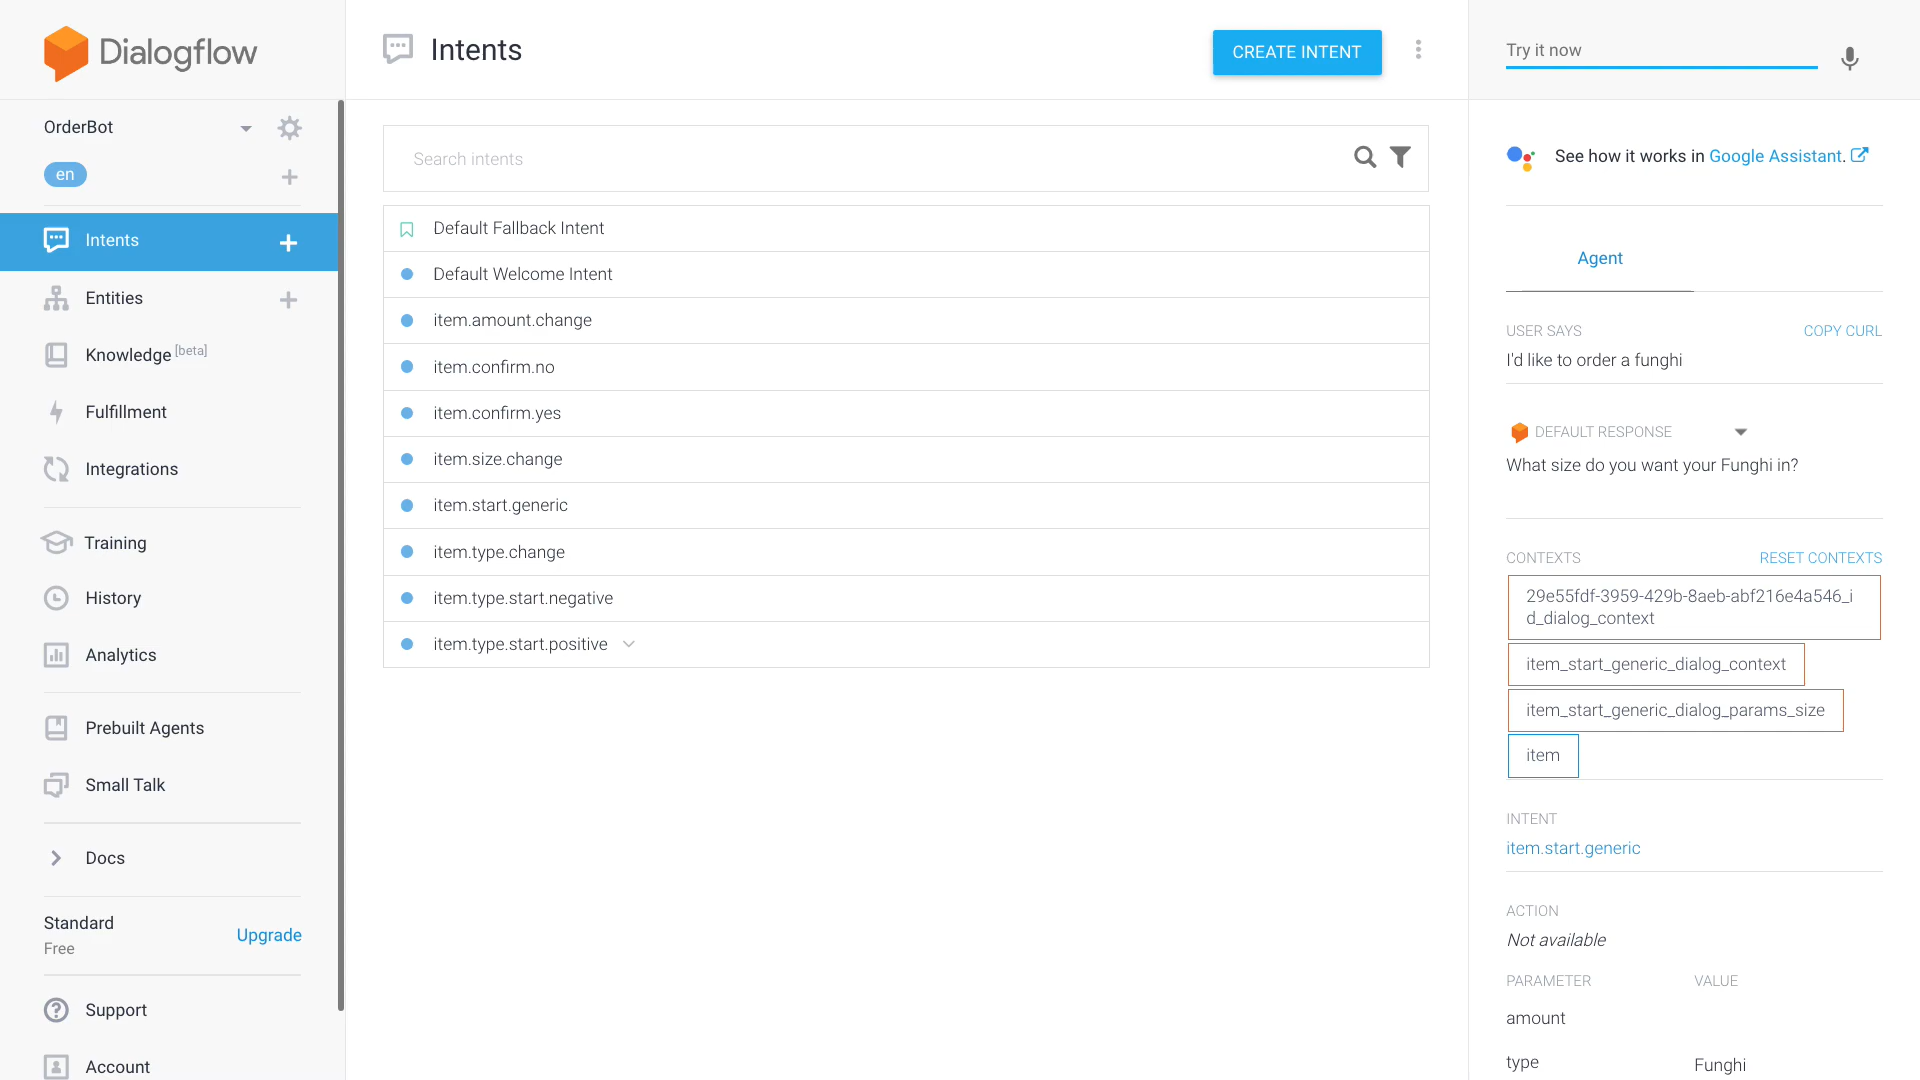 Dialogflow
OrderBot
en
Intents
Entities
Knowledge [beta]
Fulfillment
Integrations
Training
History
Analytics
Prebuilt Agents
Small Talk
Docs
Standard
Free
Upgrade
Support
Account
Intents
CREATE INTENT
Search intents
Default Fallback Intent
Default Welcome Intent
item.amount.change
item.confirm.no
item.confirm.yes
item.size.change
item.start.generic
item.type.change
item.type.start.negative
item.type.start.positive
Try it now
See how it works in Google Assistant.
Agent
USER SAYS COPY CURL
I'd like to order a funghi
DEFAULT RESPONSE
What size do you want your Funghi in?
CONTEXTS RESET CONTEXTS
29e55fdf-3959-429b-8aeb-abf216e4a546_i
d_dialog_context
item_start_generic_dialog_context
item_start_generic_dialog_params_size
item
INTENT
item.start.generic
ACTION
Not available
PARAMETER VALUE
amount
type Funghi